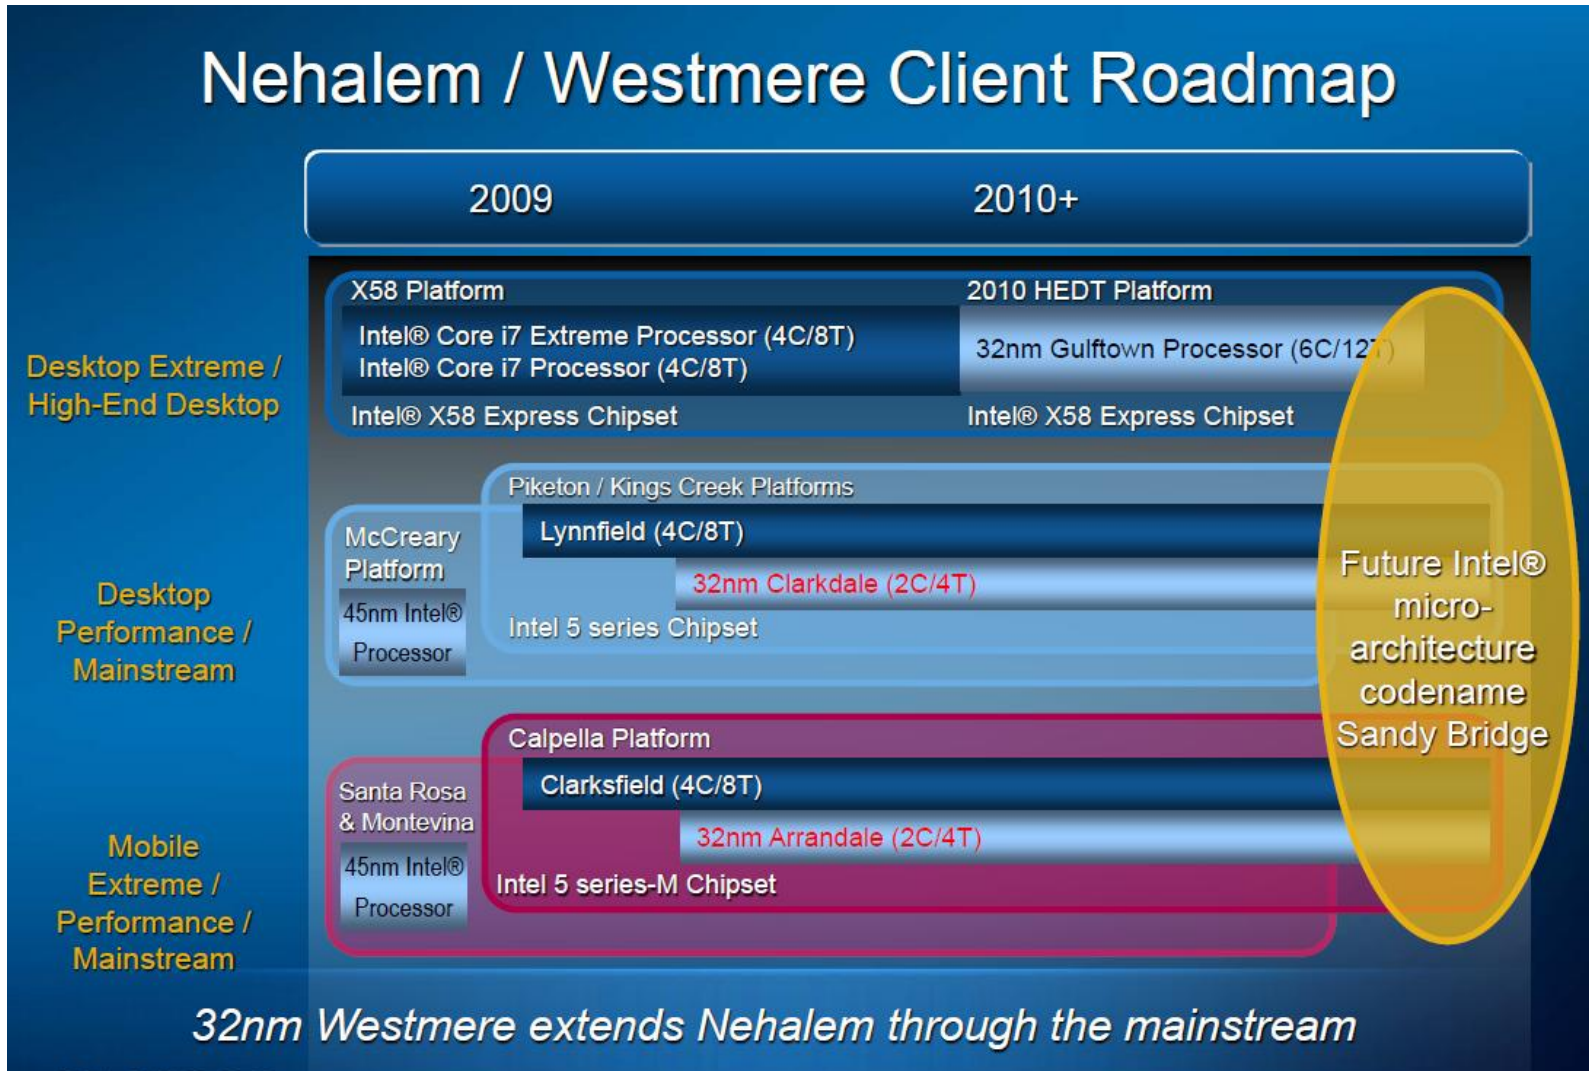 Nehalem / Westmere Client Roadmap
2009
2010+
Desktop Extreme /
High-End Desktop
X58 Platform
Intel® Core i7 Extreme Processor (4C/8T)
Intel® Core i7 Processor (4C/8T)
Intel® X58 Express Chipset
2010 HEDT Platform
32nm Gulftown Processor (6C/12T)
Intel® X58 Express Chipset
Desktop
Performance /
Mainstream
McCreary
Platform
45nm Intel®
Processor
Piketon / Kings Creek Platforms
Lynnfield (4C/8T)
32nm Clarkdale (2C/4T)
Intel 5 series Chipset
Mobile
Extreme /
Performance /
Mainstream
Santa Rosa
& Montevina
45nm Intel®
Processor
Calpella Platform
Clarksfield (4C/8T)
32nm Arrandale (2C/4T)
Intel 5 series-M Chipset
Future Intel®
micro-
architecture
codename
Sandy Bridge
32nm Westmere extends Nehalem through the mainstream